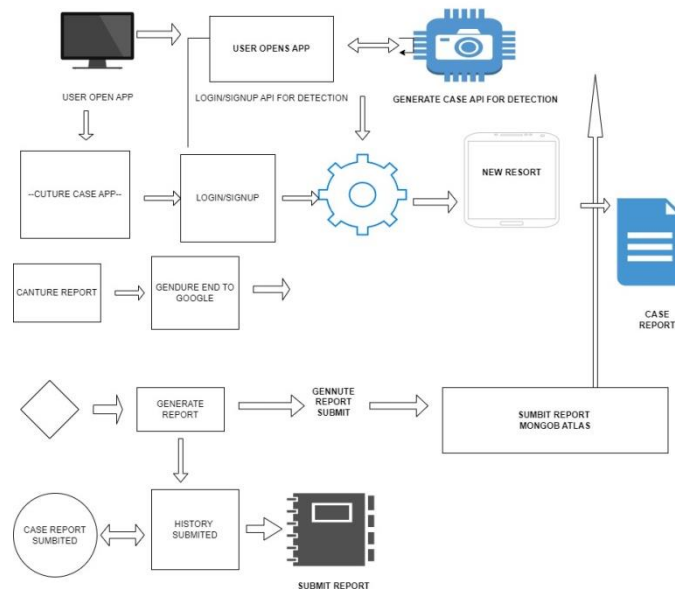 USER OPENS APP
USER OPEN APP
LOGIN/SIGNUP API FOR DETECTION
GENERATE CASE API FOR DETECTION
--CUTURE CASE APP--
LOGIN/SIGNUP
NEW RESORT
CANTURE REPORT
GENDURE END TO
GOOGLE
CASE
REPORT
GENERATE
REPORT
GENNUTE
REPORT
SUBMIT
SUMBIT REPORT
MONGOB ATLAS
CASE REPORT
SUMBITED
HISTORY
SUBMITED
SUBMIT REPORT